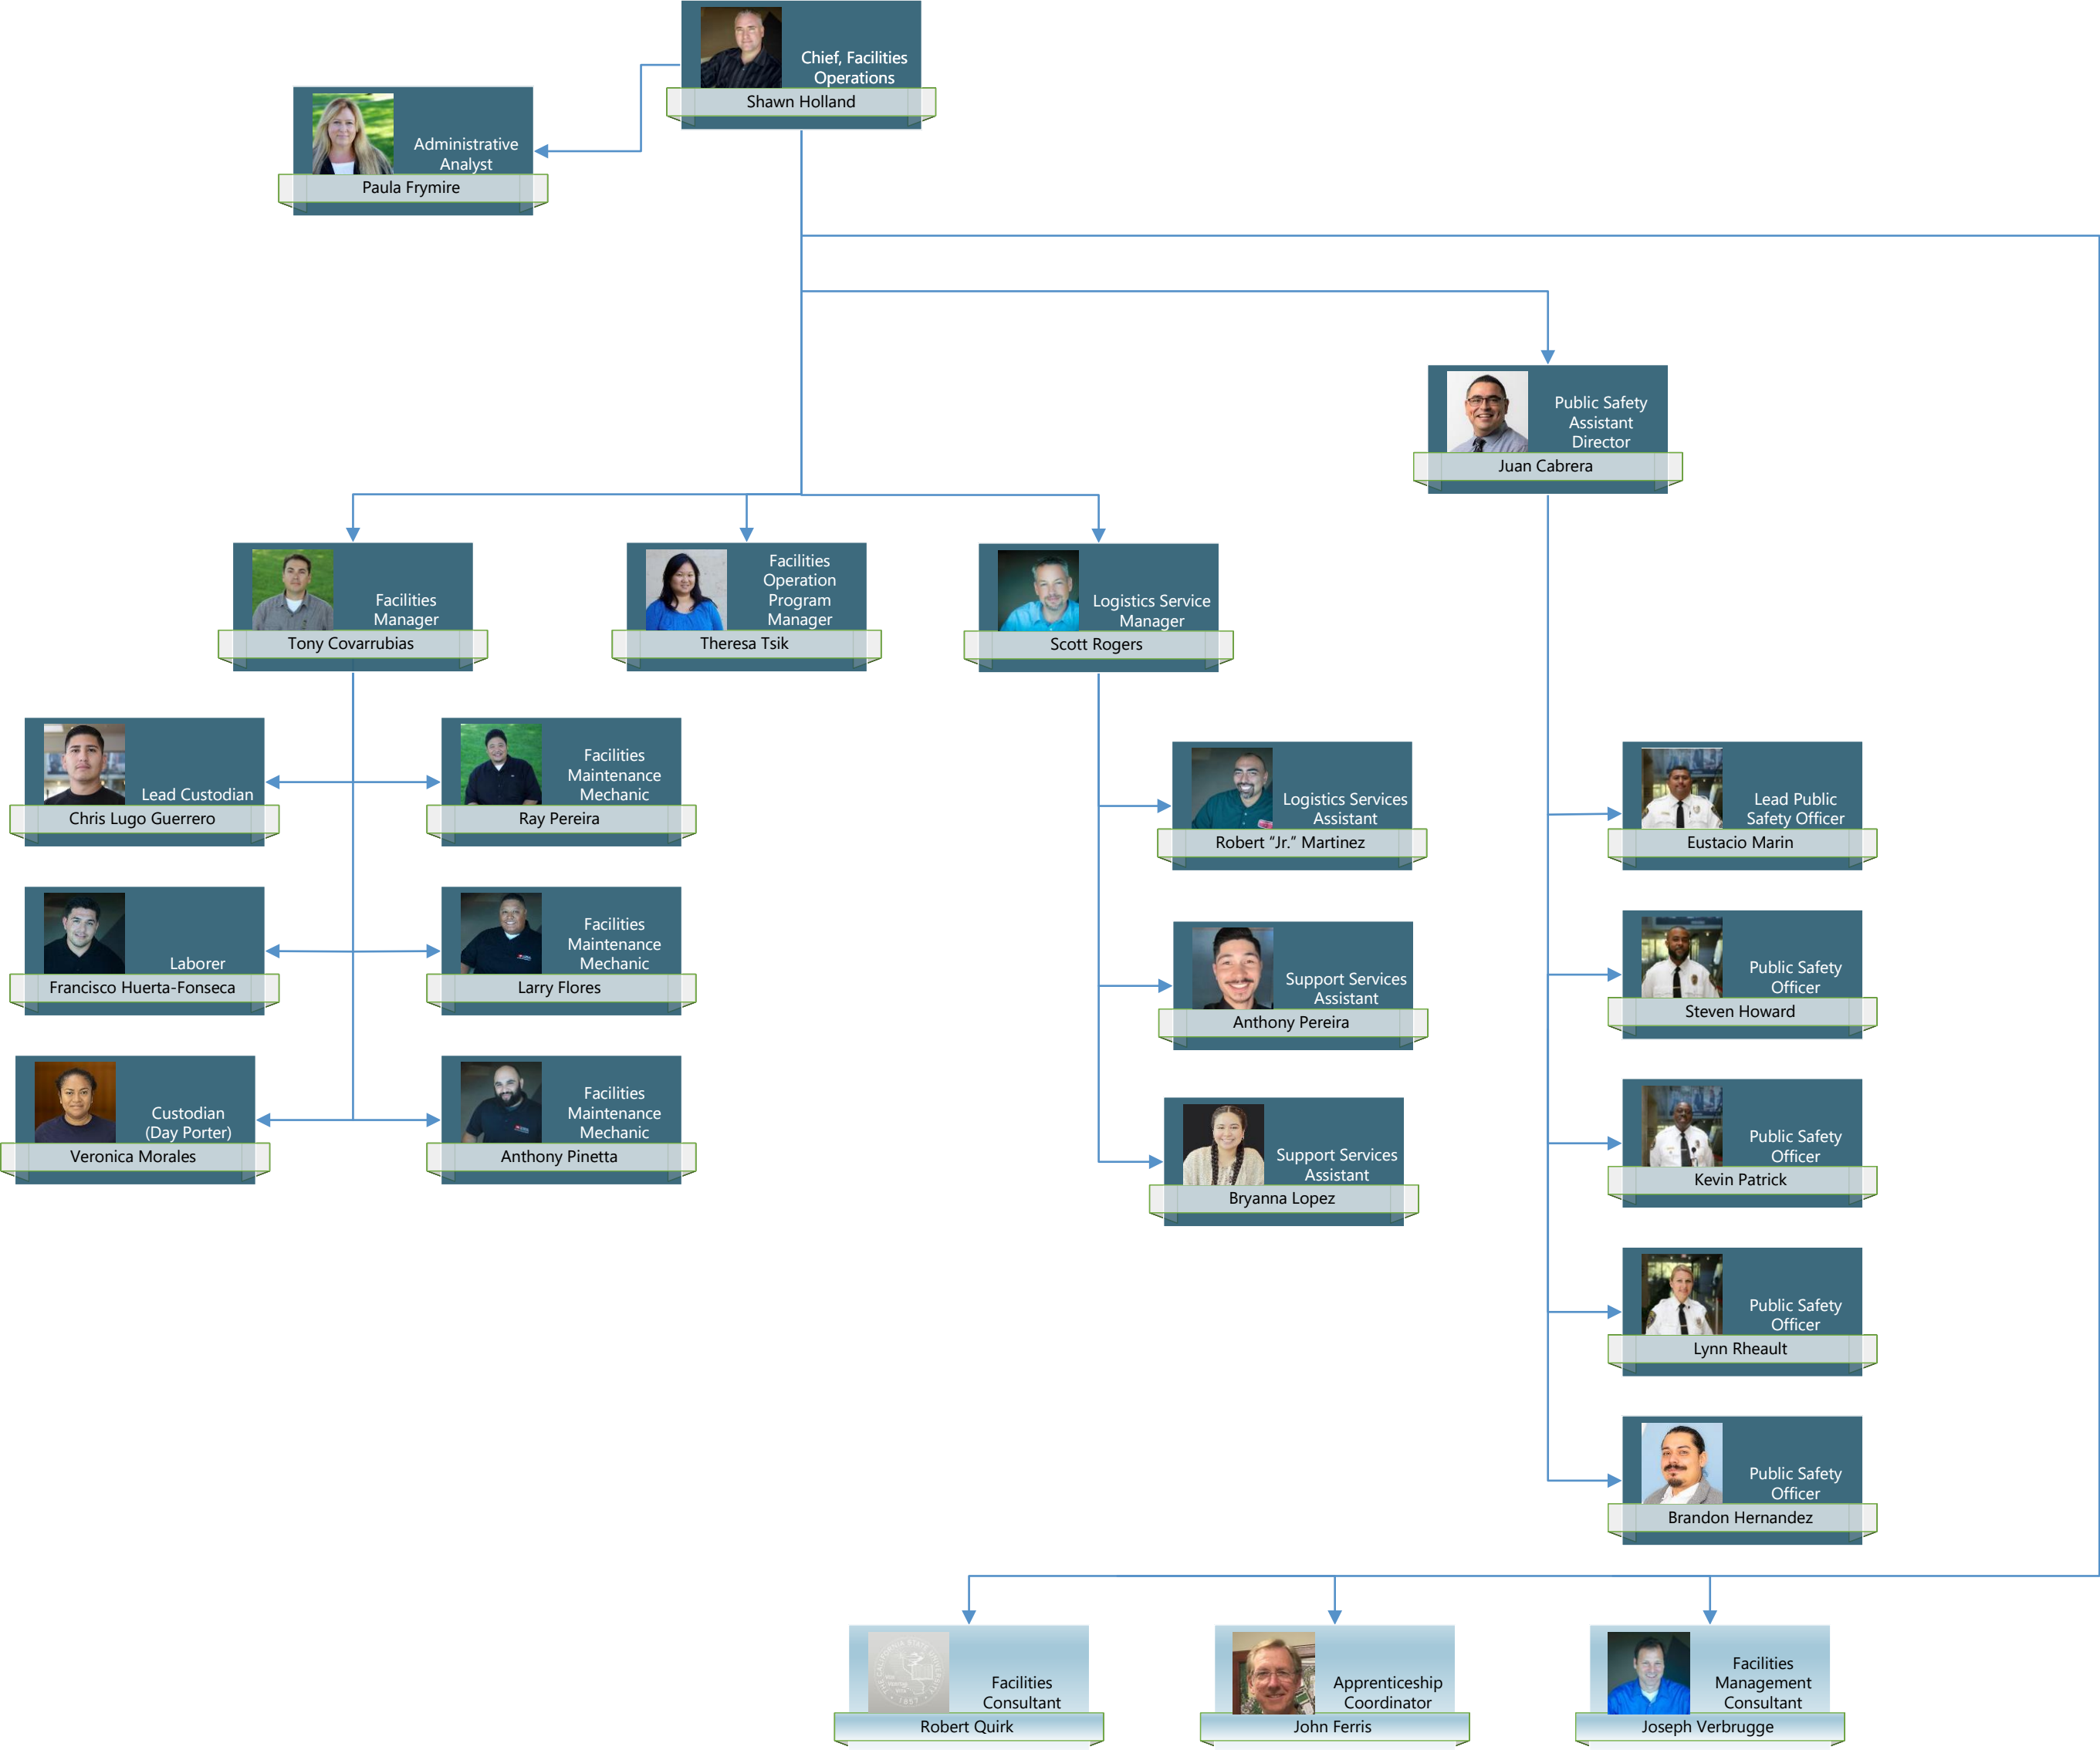 Chief, Facilities
Operations
Shawn Holland
Administrative
Analyst
Paula Frymire
Public Safety
Assistant
Director
Juan Cabrera
Facilities
Manager
Tony Covarrubias
Facilities
Operation
Program
Manager
Theresa Tsik
Logistics Service
Manager
Scott Rogers
Lead Custodian
Chris Lugo Guerrero
Facilities
Maintenance
Mechanic
Ray Pereira
Laborer
Francisco Huerta-Fonseca
Facilities
Maintenance
Mechanic
Larry Flores
Custodian
(Day Porter)
Veronica Morales
Facilities
Maintenance
Mechanic
Anthony Pinetta
Logistics Services
Assistant
Robert “Jr.” Martinez
Support Services
Assistant
Anthony Pereira
Support Services
Assistant
Bryanna Lopez
Lead Public
Safety Officer
Eustacio Marin
Public Safety
Officer
Steven Howard
Public Safety
Officer
Kevin Patrick
Public Safety
Officer
Lynn Rheault
Public Safety
Officer
Brandon Hernandez
Facilities
Consultant
Robert Quirk
Apprenticeship
Coordinator
John Ferris
Facilities
Management
Consultant
Joseph Verbrugge